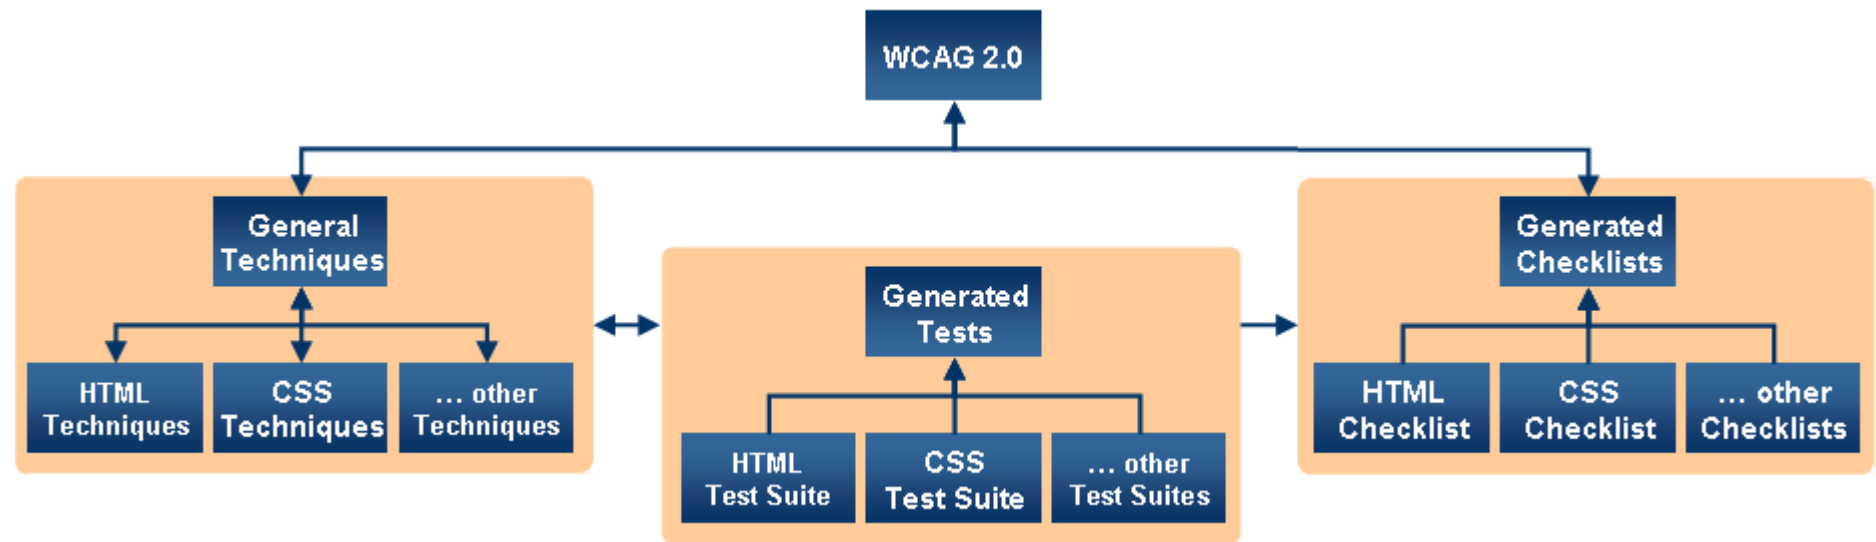 WCAG 2.0
General
Techniques
HTML
Techniques
CSS
Techniques
... other
Techniques
Generated
Tests
HTML
Test Suite
CSS
Test Suite
... other
Test Suites
Generated
Checklists
HTML
Checklist
CSS
Checklist
... other
Checklists